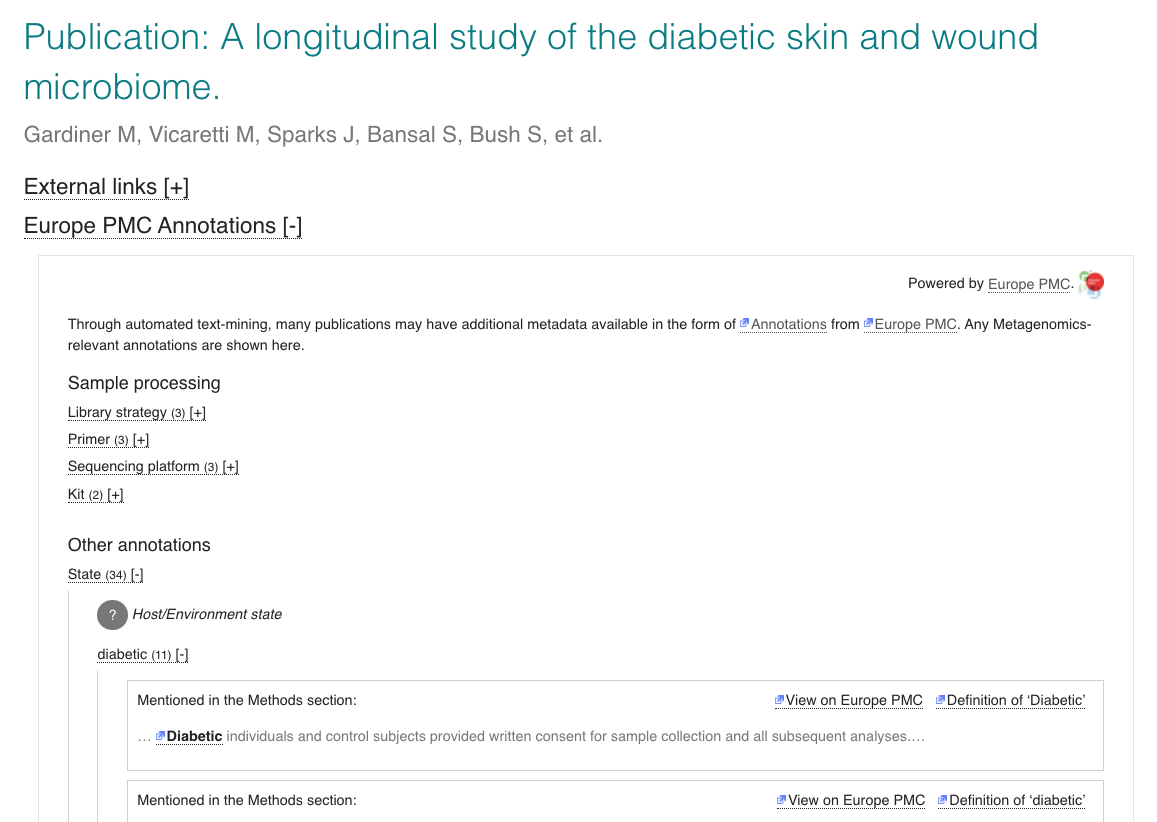 Publication: A longitudinal study of the diabetic skin and wound
microbiome.
Gardiner M, Vicaretti M, Sparks J, Bansal S, Bush S, et al.
External links [+]
Europe PMC Annotations [-]
Powered by Europe PMC.
Through automated text-mining, many publications may have additional metadata available in the form of Annotations from Europe PMC. Any Metagenomics-
relevant annotations are shown here.
Sample processing
Library strategy (3) [+]
Primer (3) [+]
Sequencing platform (3) [+]
Kit (2) [+]
Other annotations
State (34) [-]
? Host/Environment state
diabetic (11) [-]
Mentioned in the Methods section: View on Europe PMC Definition of ‘Diabetic’
… Diabetic individuals and control subjects provided written consent for sample collection and all subsequent analyses.…
Mentioned in the Methods section: View on Europe PMC Definition of ‘diabetic’